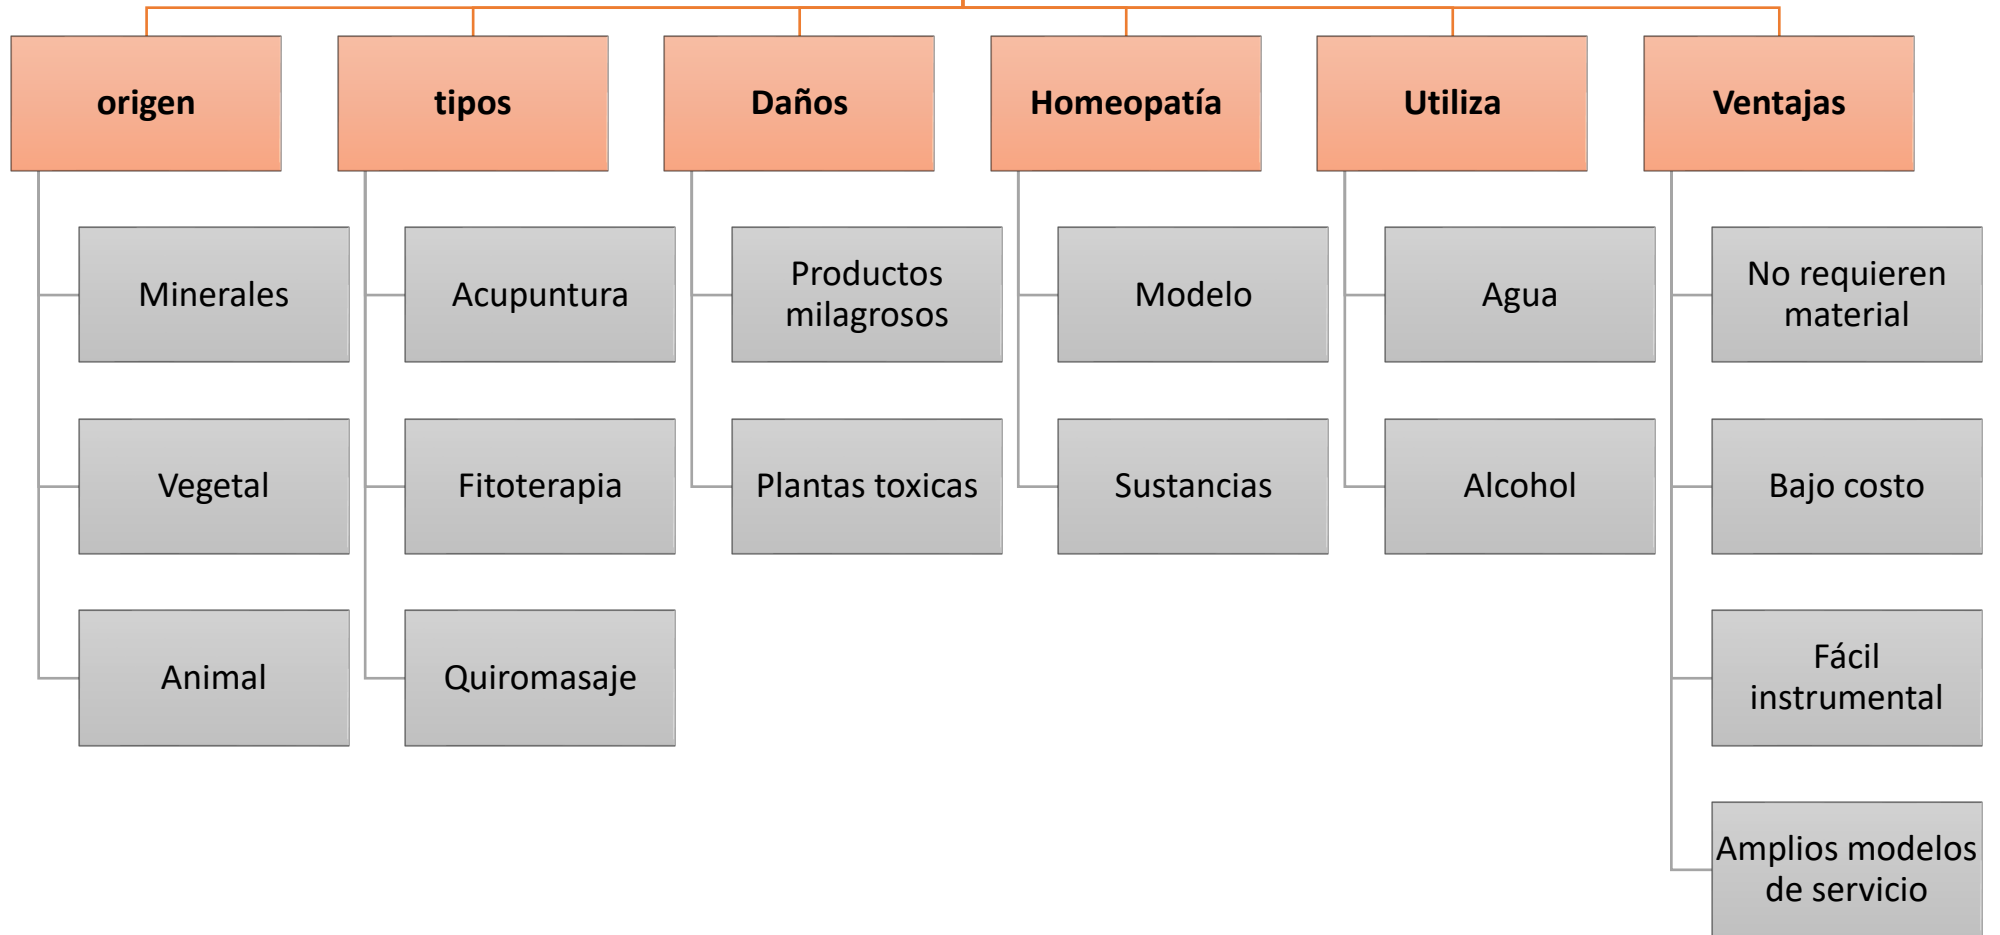 origen
tipos
Daños
Homeopatía
Utiliza
Ventajas
Minerales
Acupuntura
Productos
milagrosos
Modelo
Agua
No requieren
material
Vegetal
Fitoterapia
Plantas toxicas
Sustancias
Alcohol
Bajo costo
Animal
Quiromasaje
Fácil
instrumental
Amplios modelos
de servicio